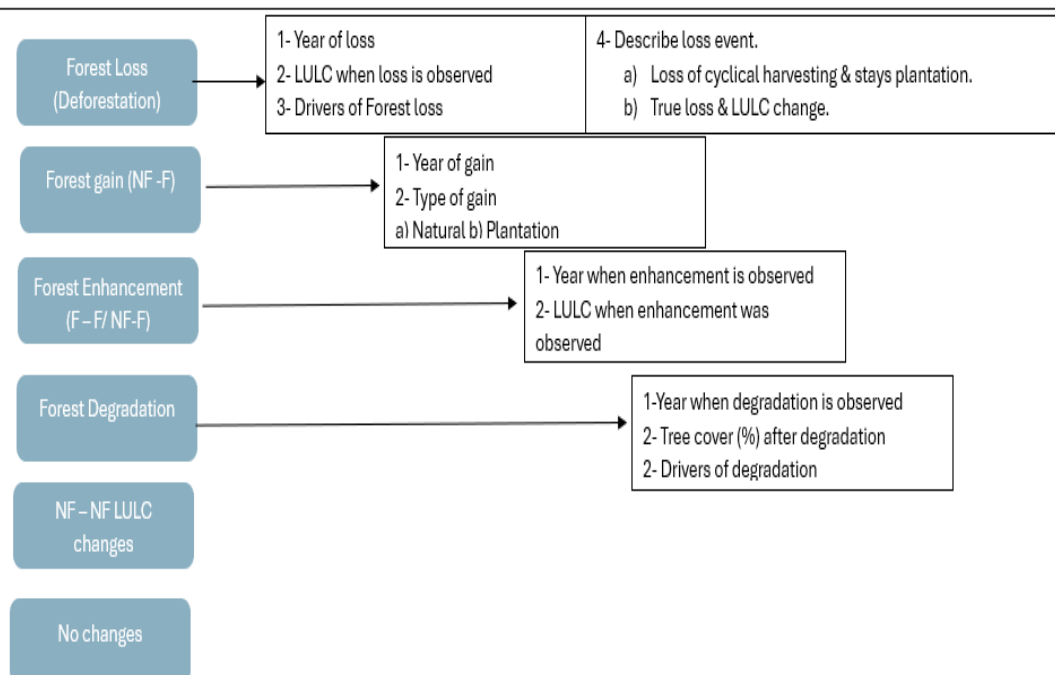 Forest Loss
(Deforestation)
1- Year of loss
2- LULC when loss is observed
3- Drivers of Forest loss
4- Describe loss event.
a) Loss of cyclical harvesting & stays plantation.
b) True loss & LULC change.
Forest gain (NF -F)
1- Year of gain
2- Type of gain
a) Natural b) Plantation
Forest Enhancement
(F – F/ NF-F)
1- Year when enhancement is observed
2- LULC when enhancement was
observed
Forest Degradation
1-Year when degradation is observed
2- Tree cover (%) after degradation
2- Drivers of degradation
NF – NF LULC
changes
No changes